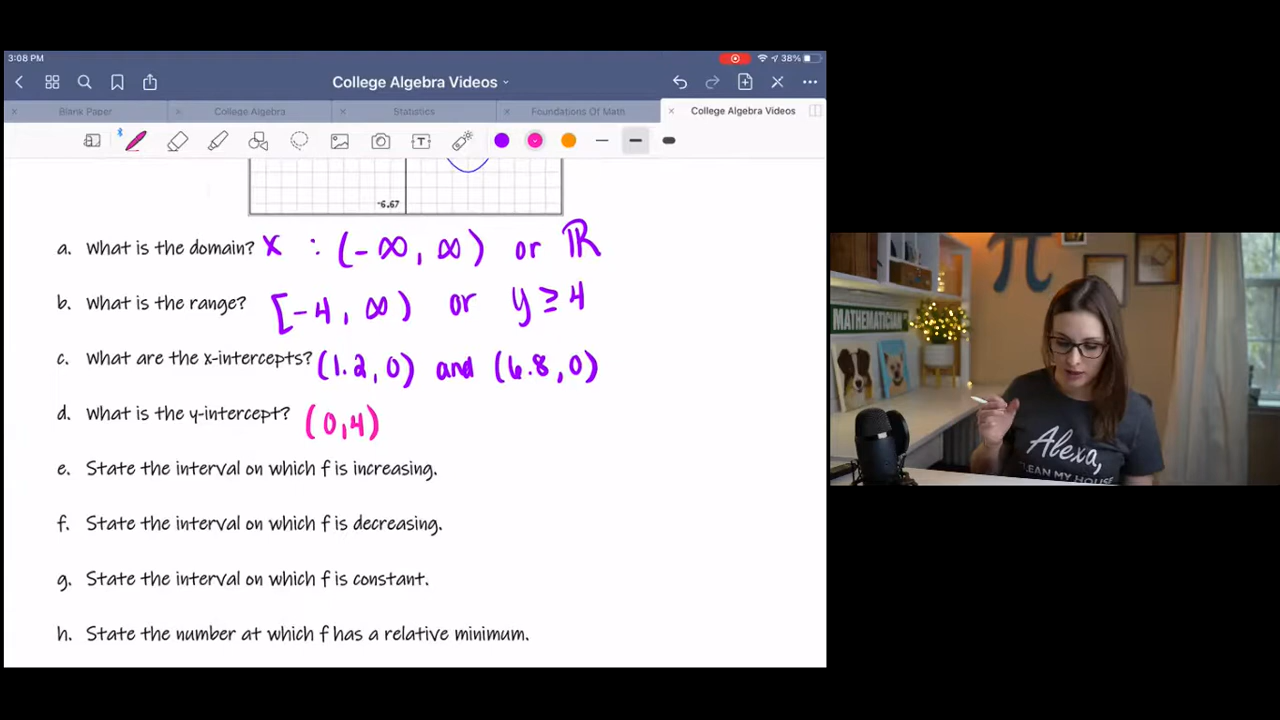 3:08 PM
38%
College Algebra Videos
Blank Paper
College Algebra
Statistics
Foundations Of Math
College Algebra Videos
-6.67
a. What is the domain? x : (-∞, ∞) or ℝ
b. What is the range? [-4, ∞) or y ≥ 4
c. What are the x-intercepts? (1.2, 0) and (6.8, 0)
d. What is the y-intercept? (0,4)
e. State the interval on which f is increasing.
f. State the interval on which f is decreasing.
g. State the interval on which f is constant.
h. State the number at which f has a relative minimum.
π
MATHEMATICIAN
Alexa,
CLEAN MY HOUSE